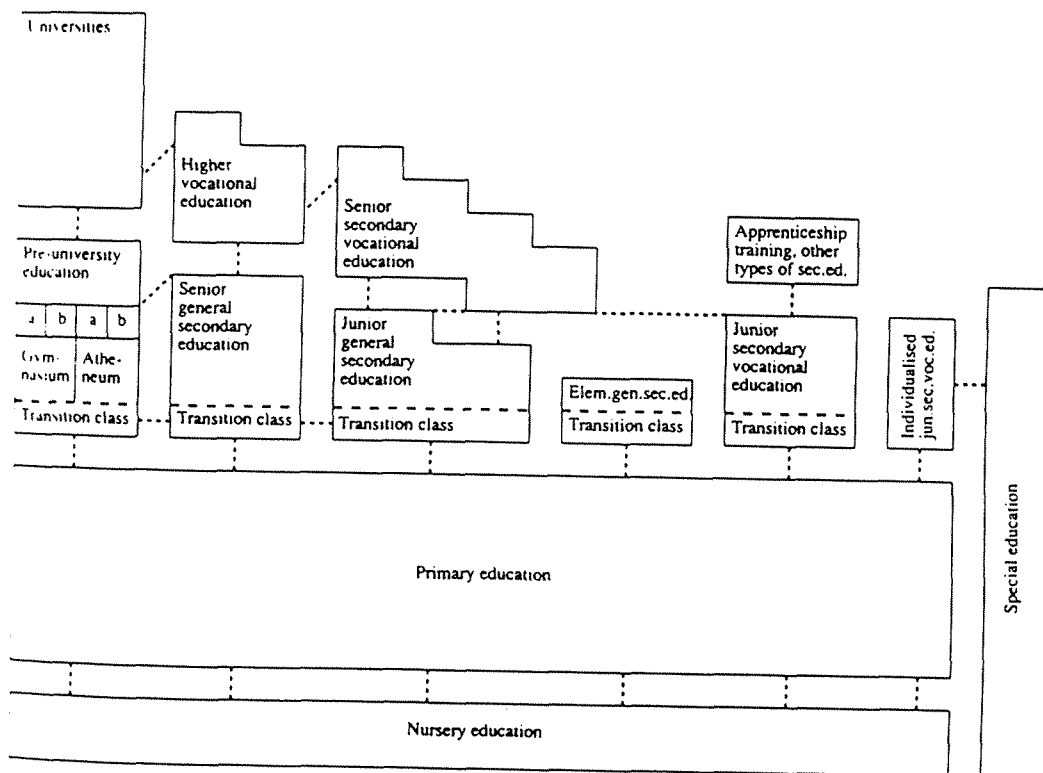 Universities
Higher
vocational
education
Senior
secondary
vocational
education
Apprenticeship
training, other
types of sec.ed.
Pre-university
education
a b a b
Gym-
nasium
Athe-
neum
Transition class
Senior
general
secondary
education
Transition class
Junior
general
secondary
education
Transition class
Elem.gen.sec.ed.
Transition class
Junior
secondary
vocational education
Transition class
Individualised
jun.sec.voc.ed.
Special education
Primary education
Nursery education